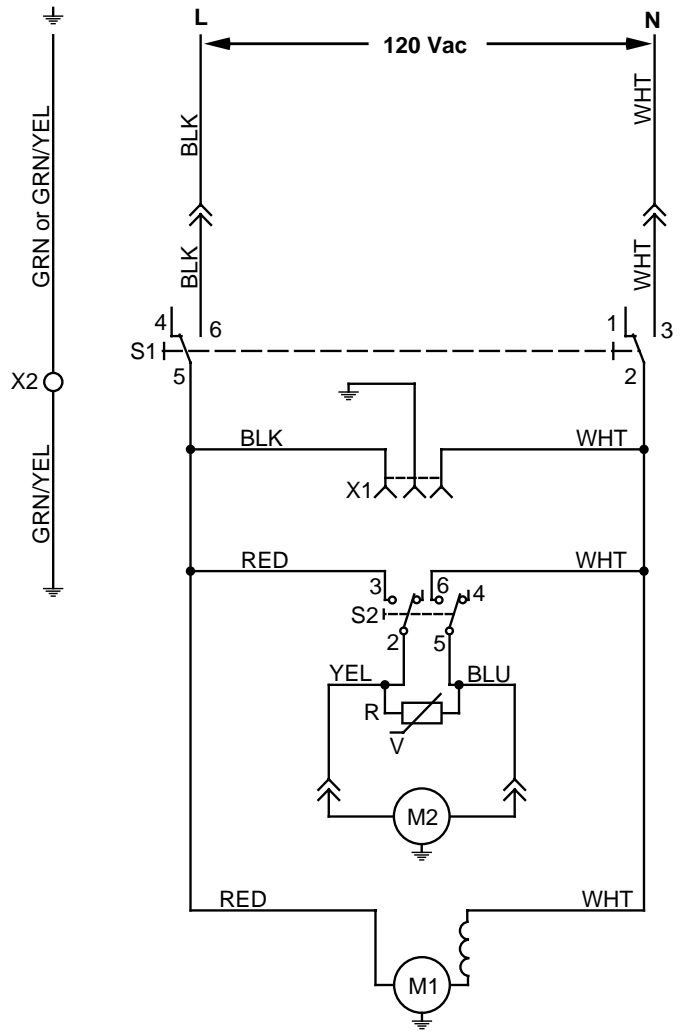 L
N
120 Vac
BLK
WHT
GRN or GRN/YEL
BLK
WHT
4
6
1
3
S1
5
2
X2
BLK
WHT
X1
GRN/YEL
RED
WHT
3
6
4
S2
2
5
YEL
BLU
R
V
M2
RED
WHT
M1